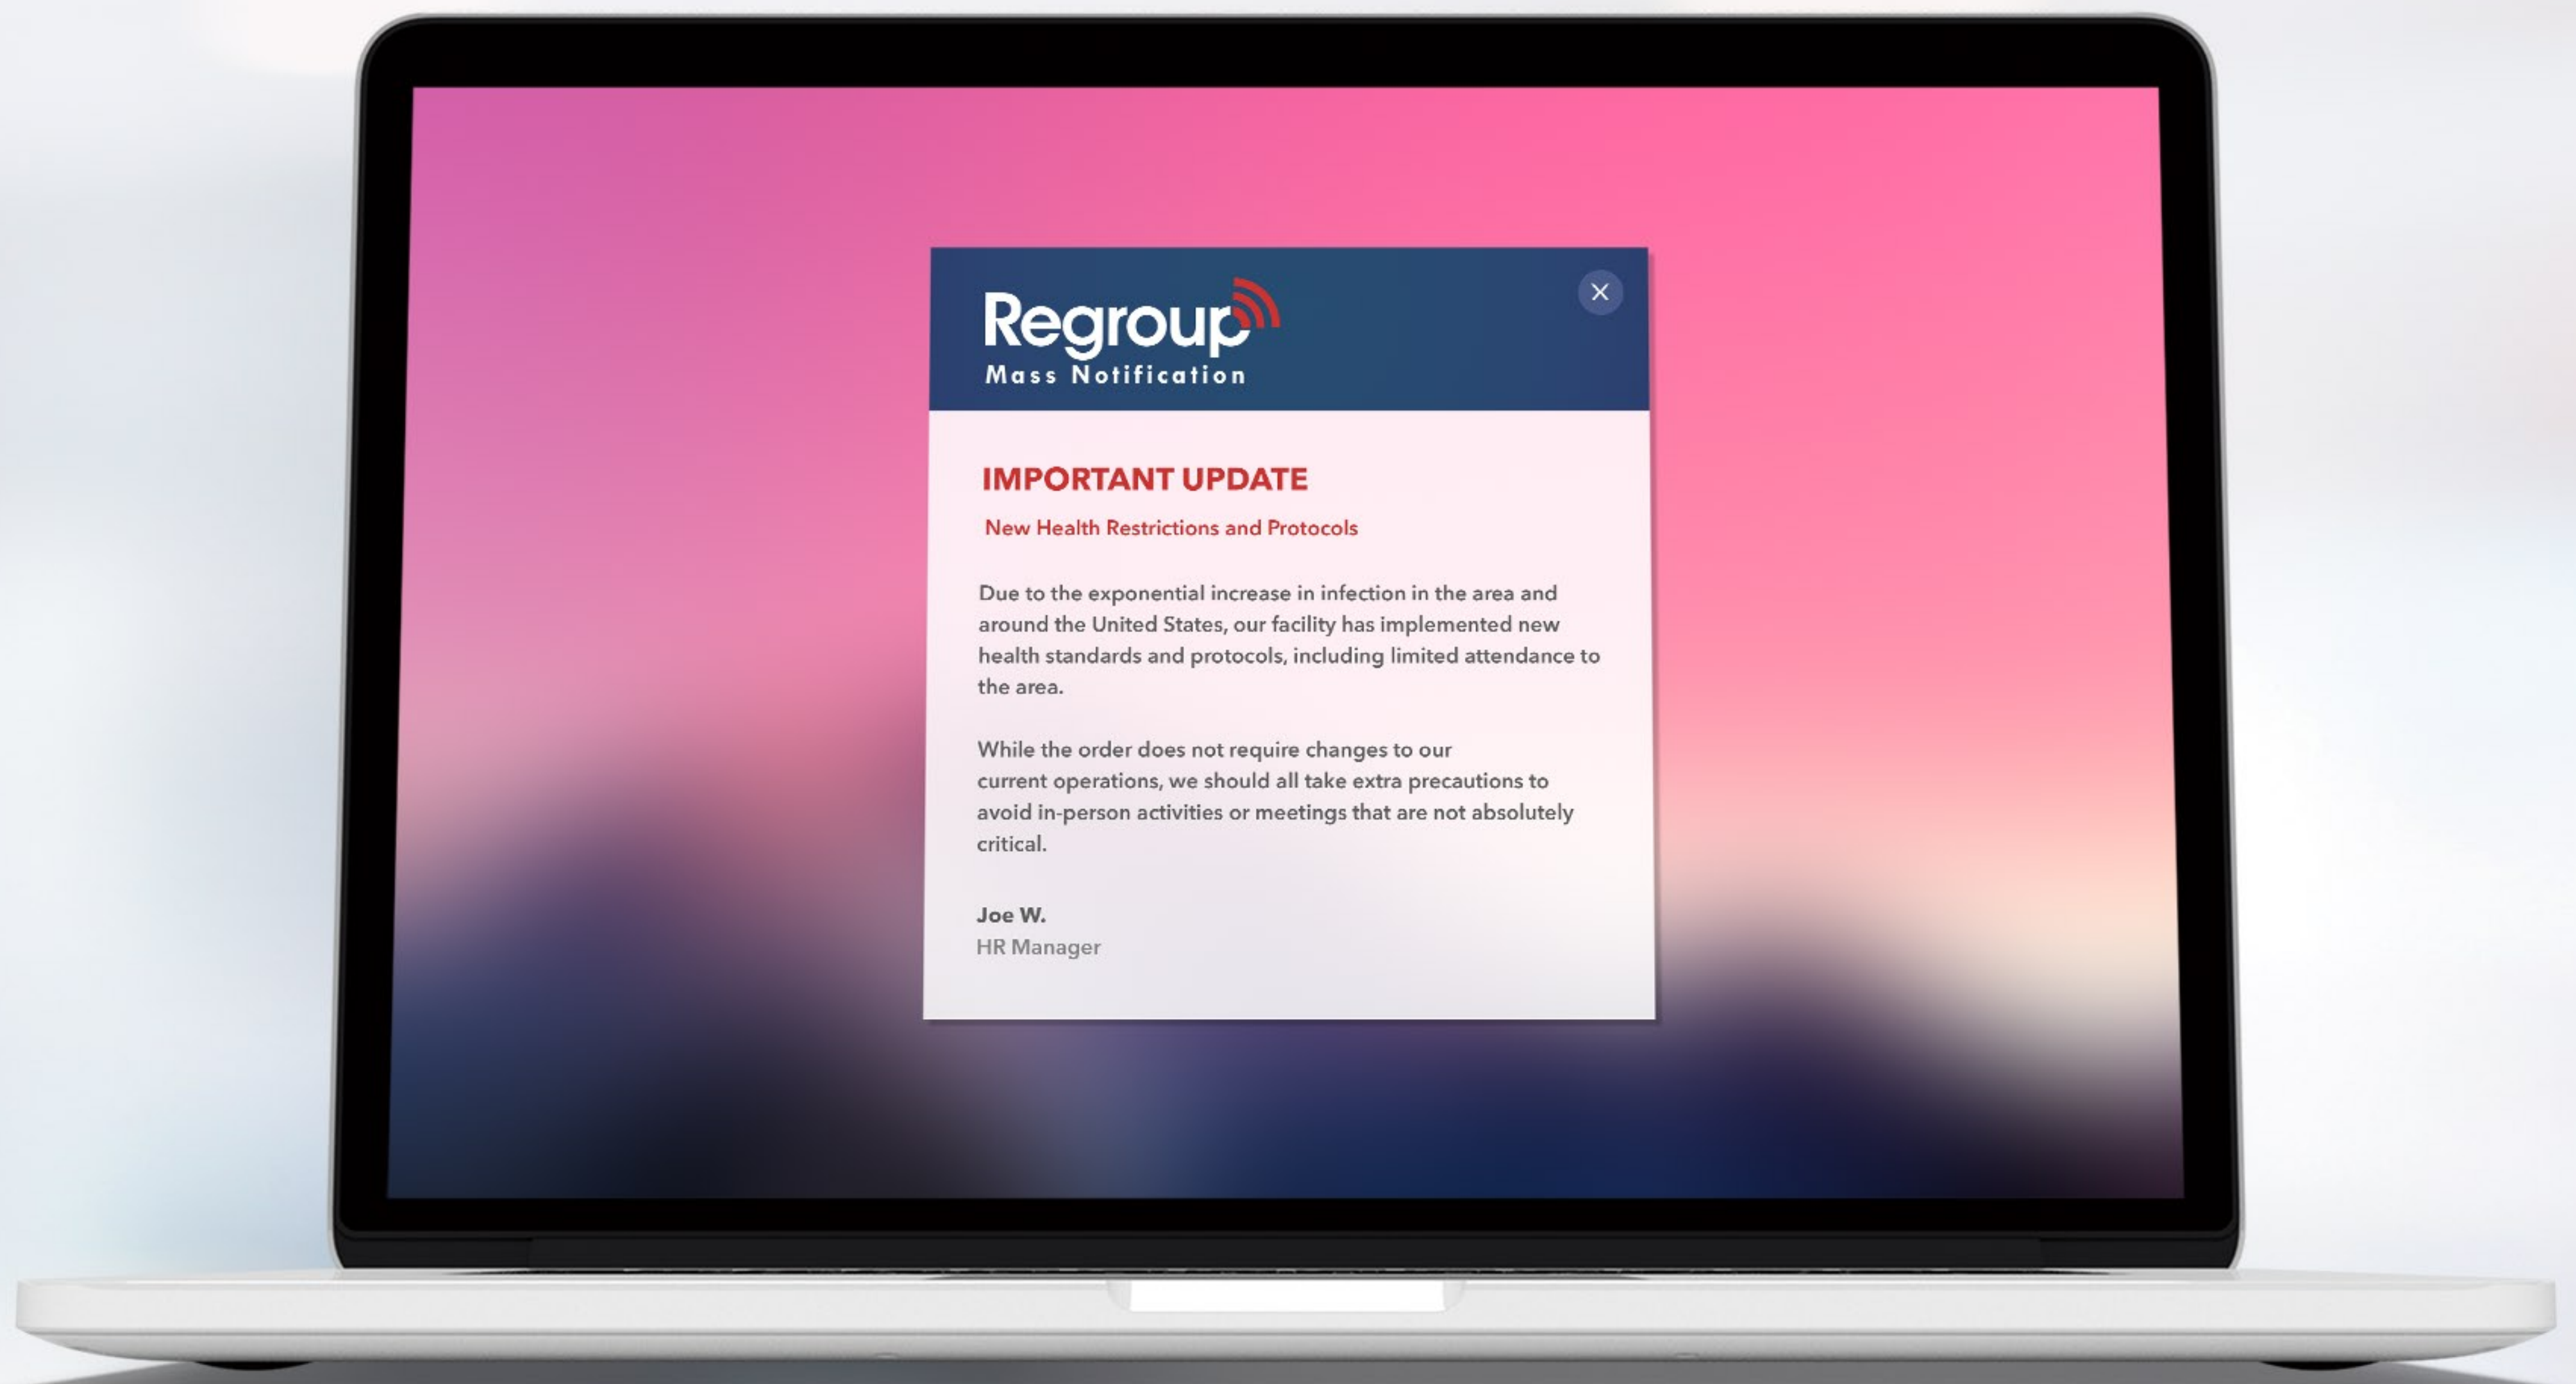 Regroup
Mass Notification
IMPORTANT UPDATE
New Health Restrictions and Protocols
Due to the exponential increase in infection in the area and
around the United States, our facility has implemented new
health standards and protocols, including limited attendance to
the area.
While the order does not require changes to our
current operations, we should all take extra precautions to
avoid in-person activities or meetings that are not absolutely
critical.
Joe W.
HR Manager